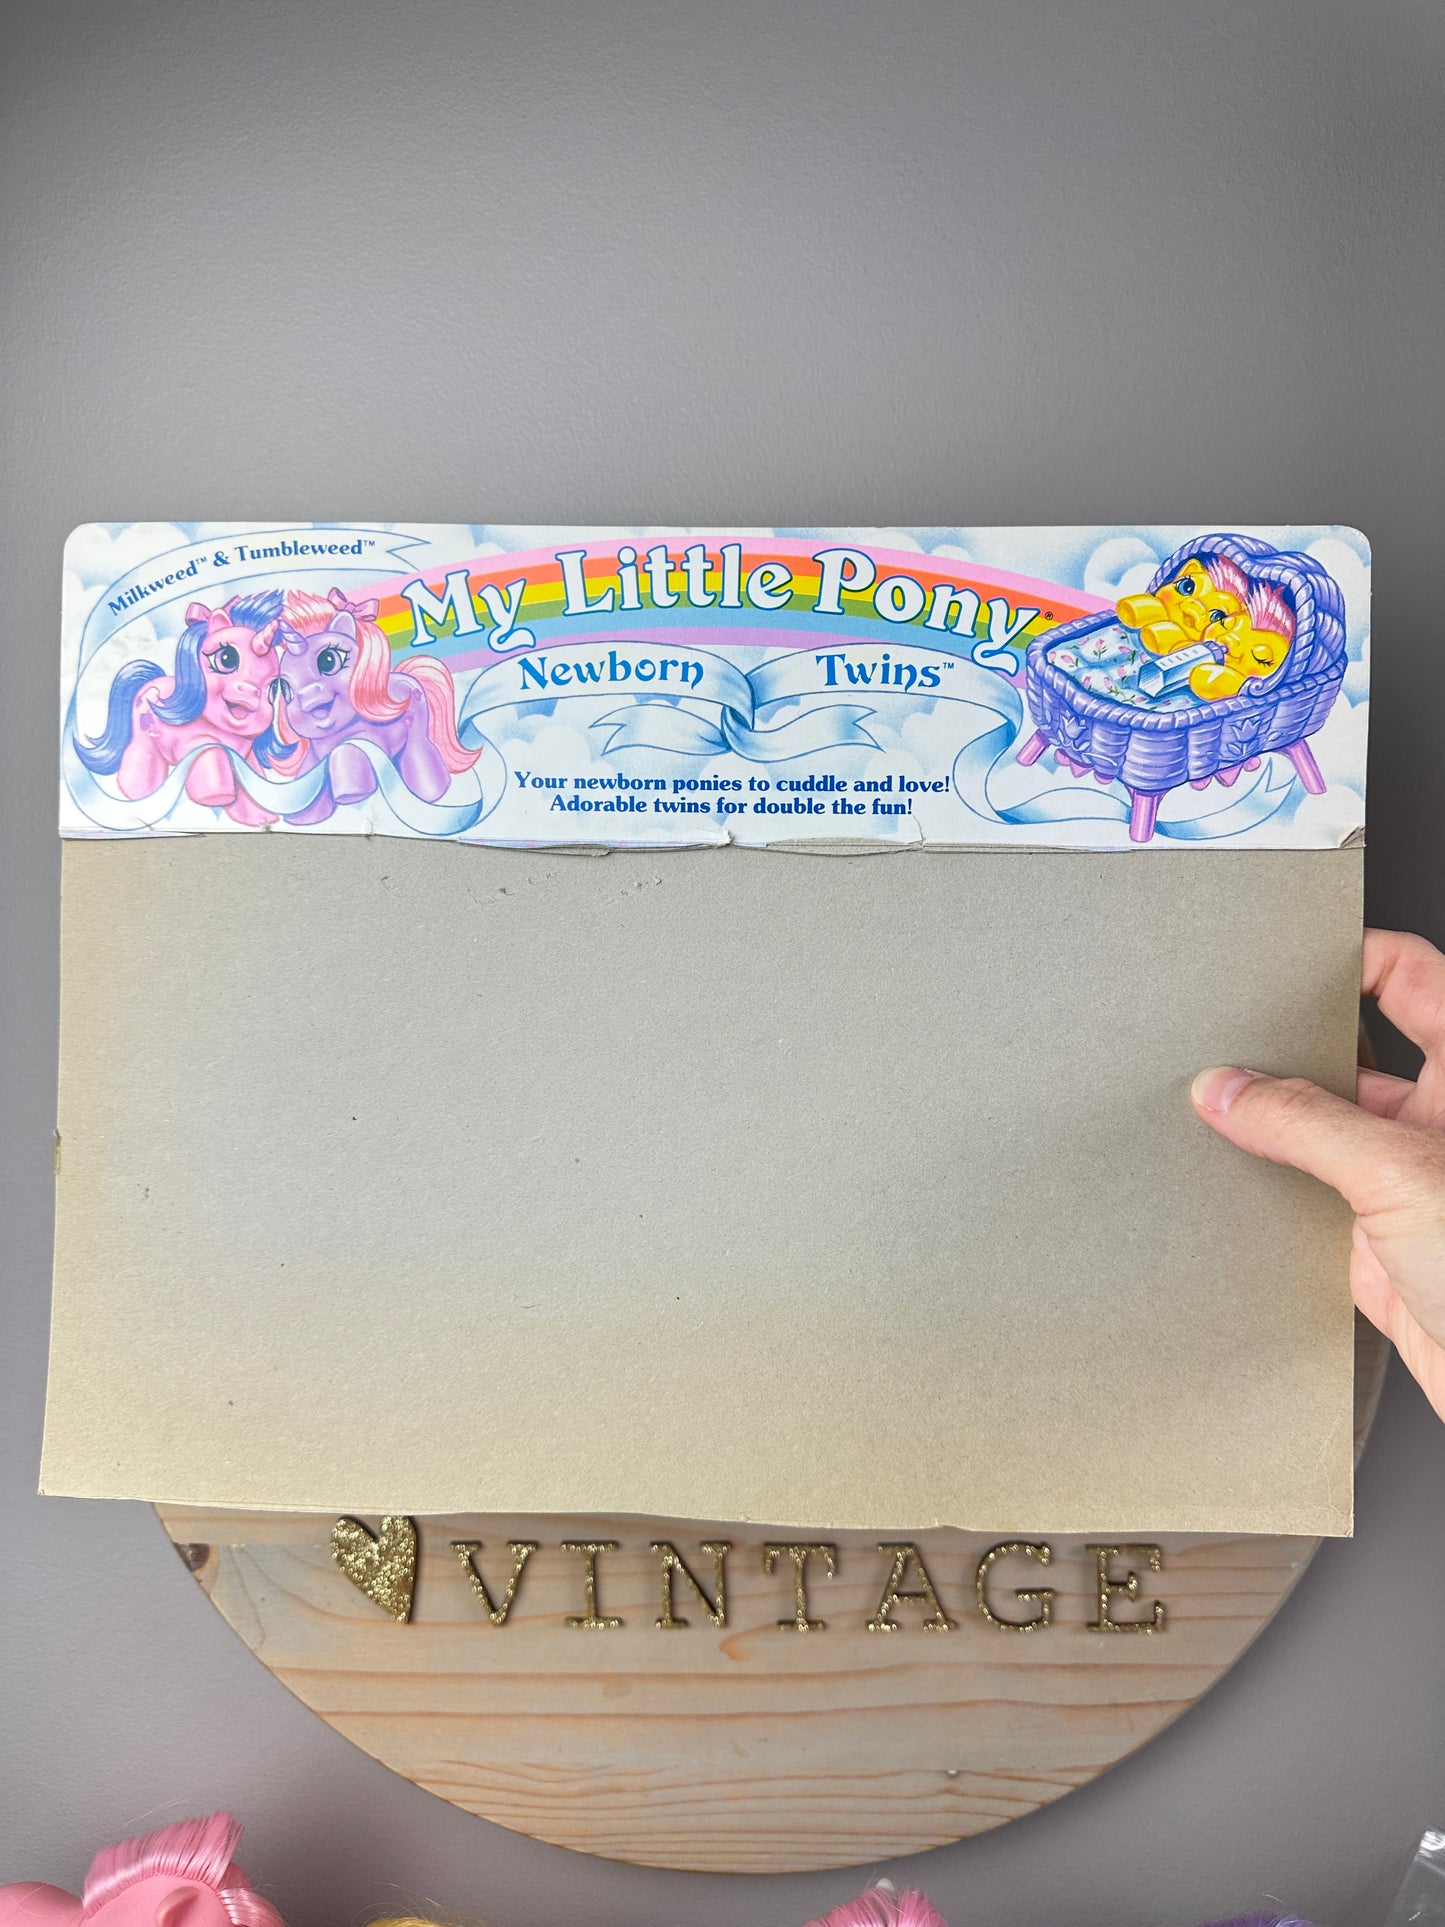 Milkweed™ & Tumbleweed™
My Little Pony®
Newborn Twins™
Your newborn ponies to cuddle and love!
Adorable twins for double the fun!
VINTAGE